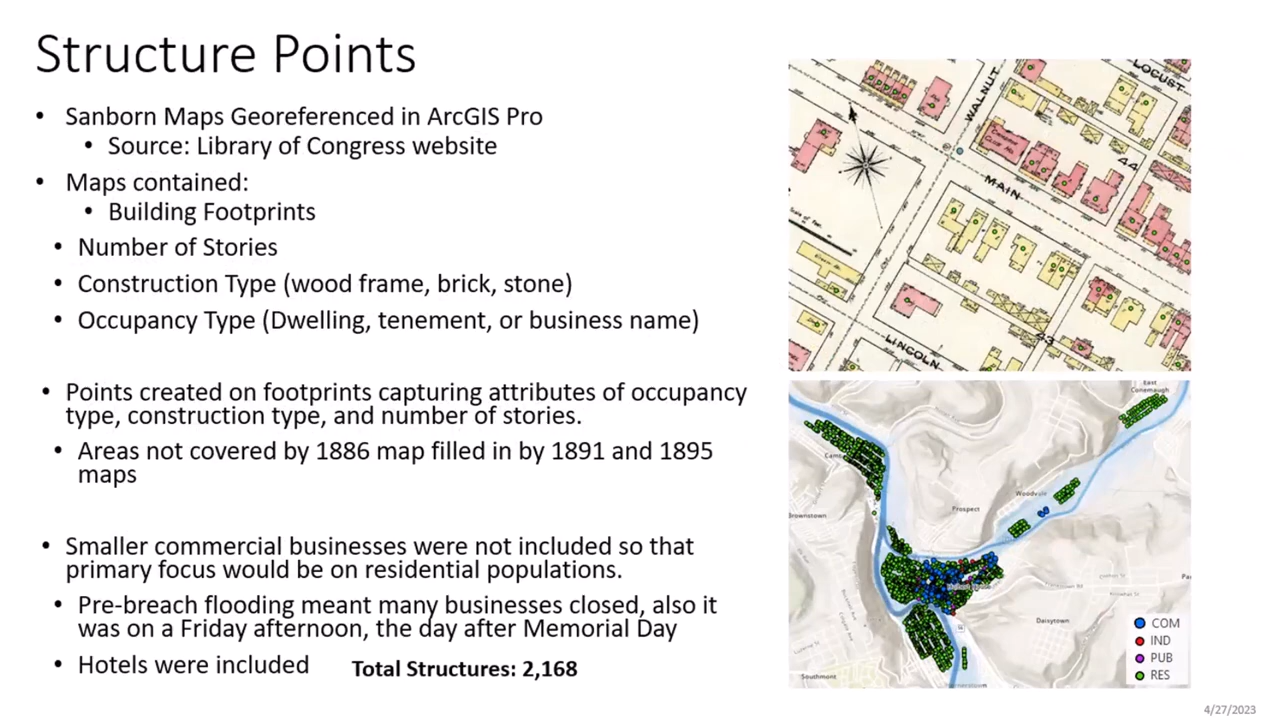 Structure Points
• Sanborn Maps Georeferenced in ArcGIS Pro
• Source: Library of Congress website
• Maps contained:
• Building Footprints
• Number of Stories
• Construction Type (wood frame, brick, stone)
• Occupancy Type (Dwelling, tenement, or business name)
• Points created on footprints capturing attributes of occupancy
type, construction type, and number of stories.
• Areas not covered by 1886 map filled in by 1891 and 1895
maps
• Smaller commercial businesses were not included so that
primary focus would be on residential populations.
• Pre-breach flooding meant many businesses closed, also it
was on a Friday afternoon, the day after Memorial Day
• Hotels were included
Total Structures: 2,168
LOCUST
WALNUT
44
MAIN
43
LINCOLN
East
Conemaugh
Woodvale
Prospect
Brownstown
Daisytown
Southmont
COM
IND
PUB
RES
4/27/2023